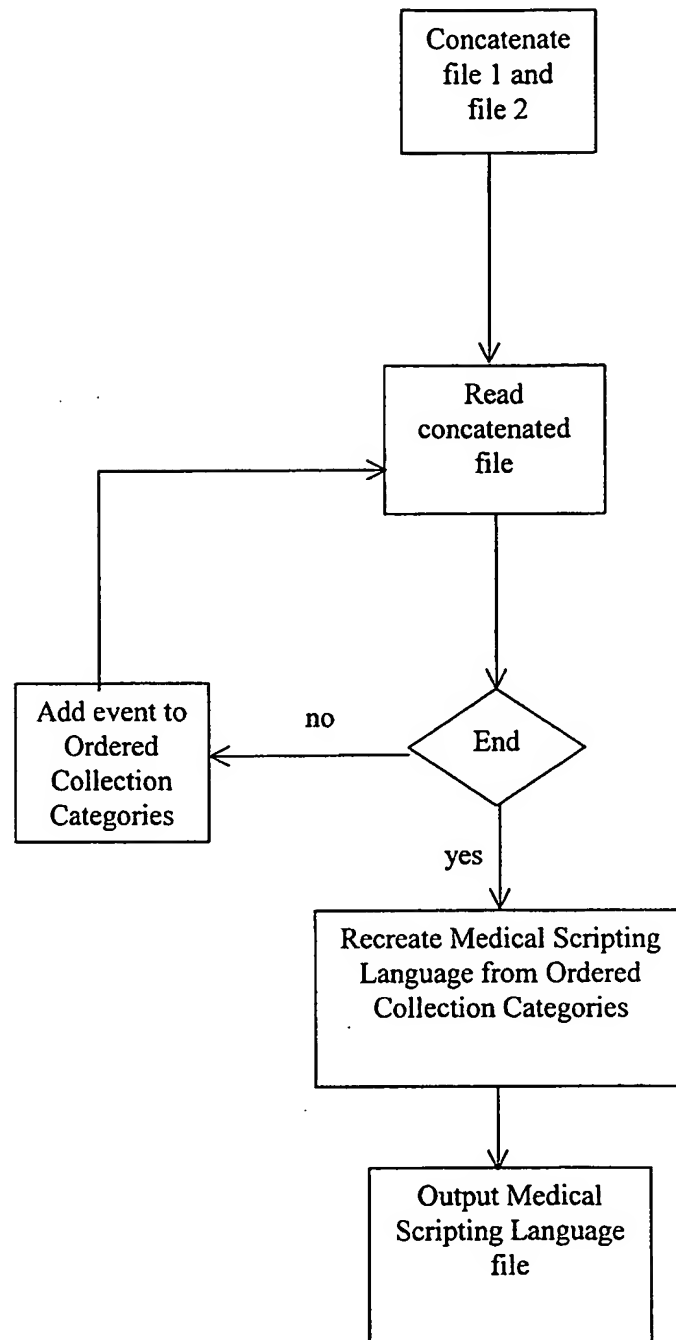 Concatenate
file 1 and
file 2
Read
concatenated
file
End
no
Add event to
Ordered
Collection
Categories
yes
Recreate Medical Scripting
Language from Ordered
Collection Categories
Output Medical
Scripting Language
file